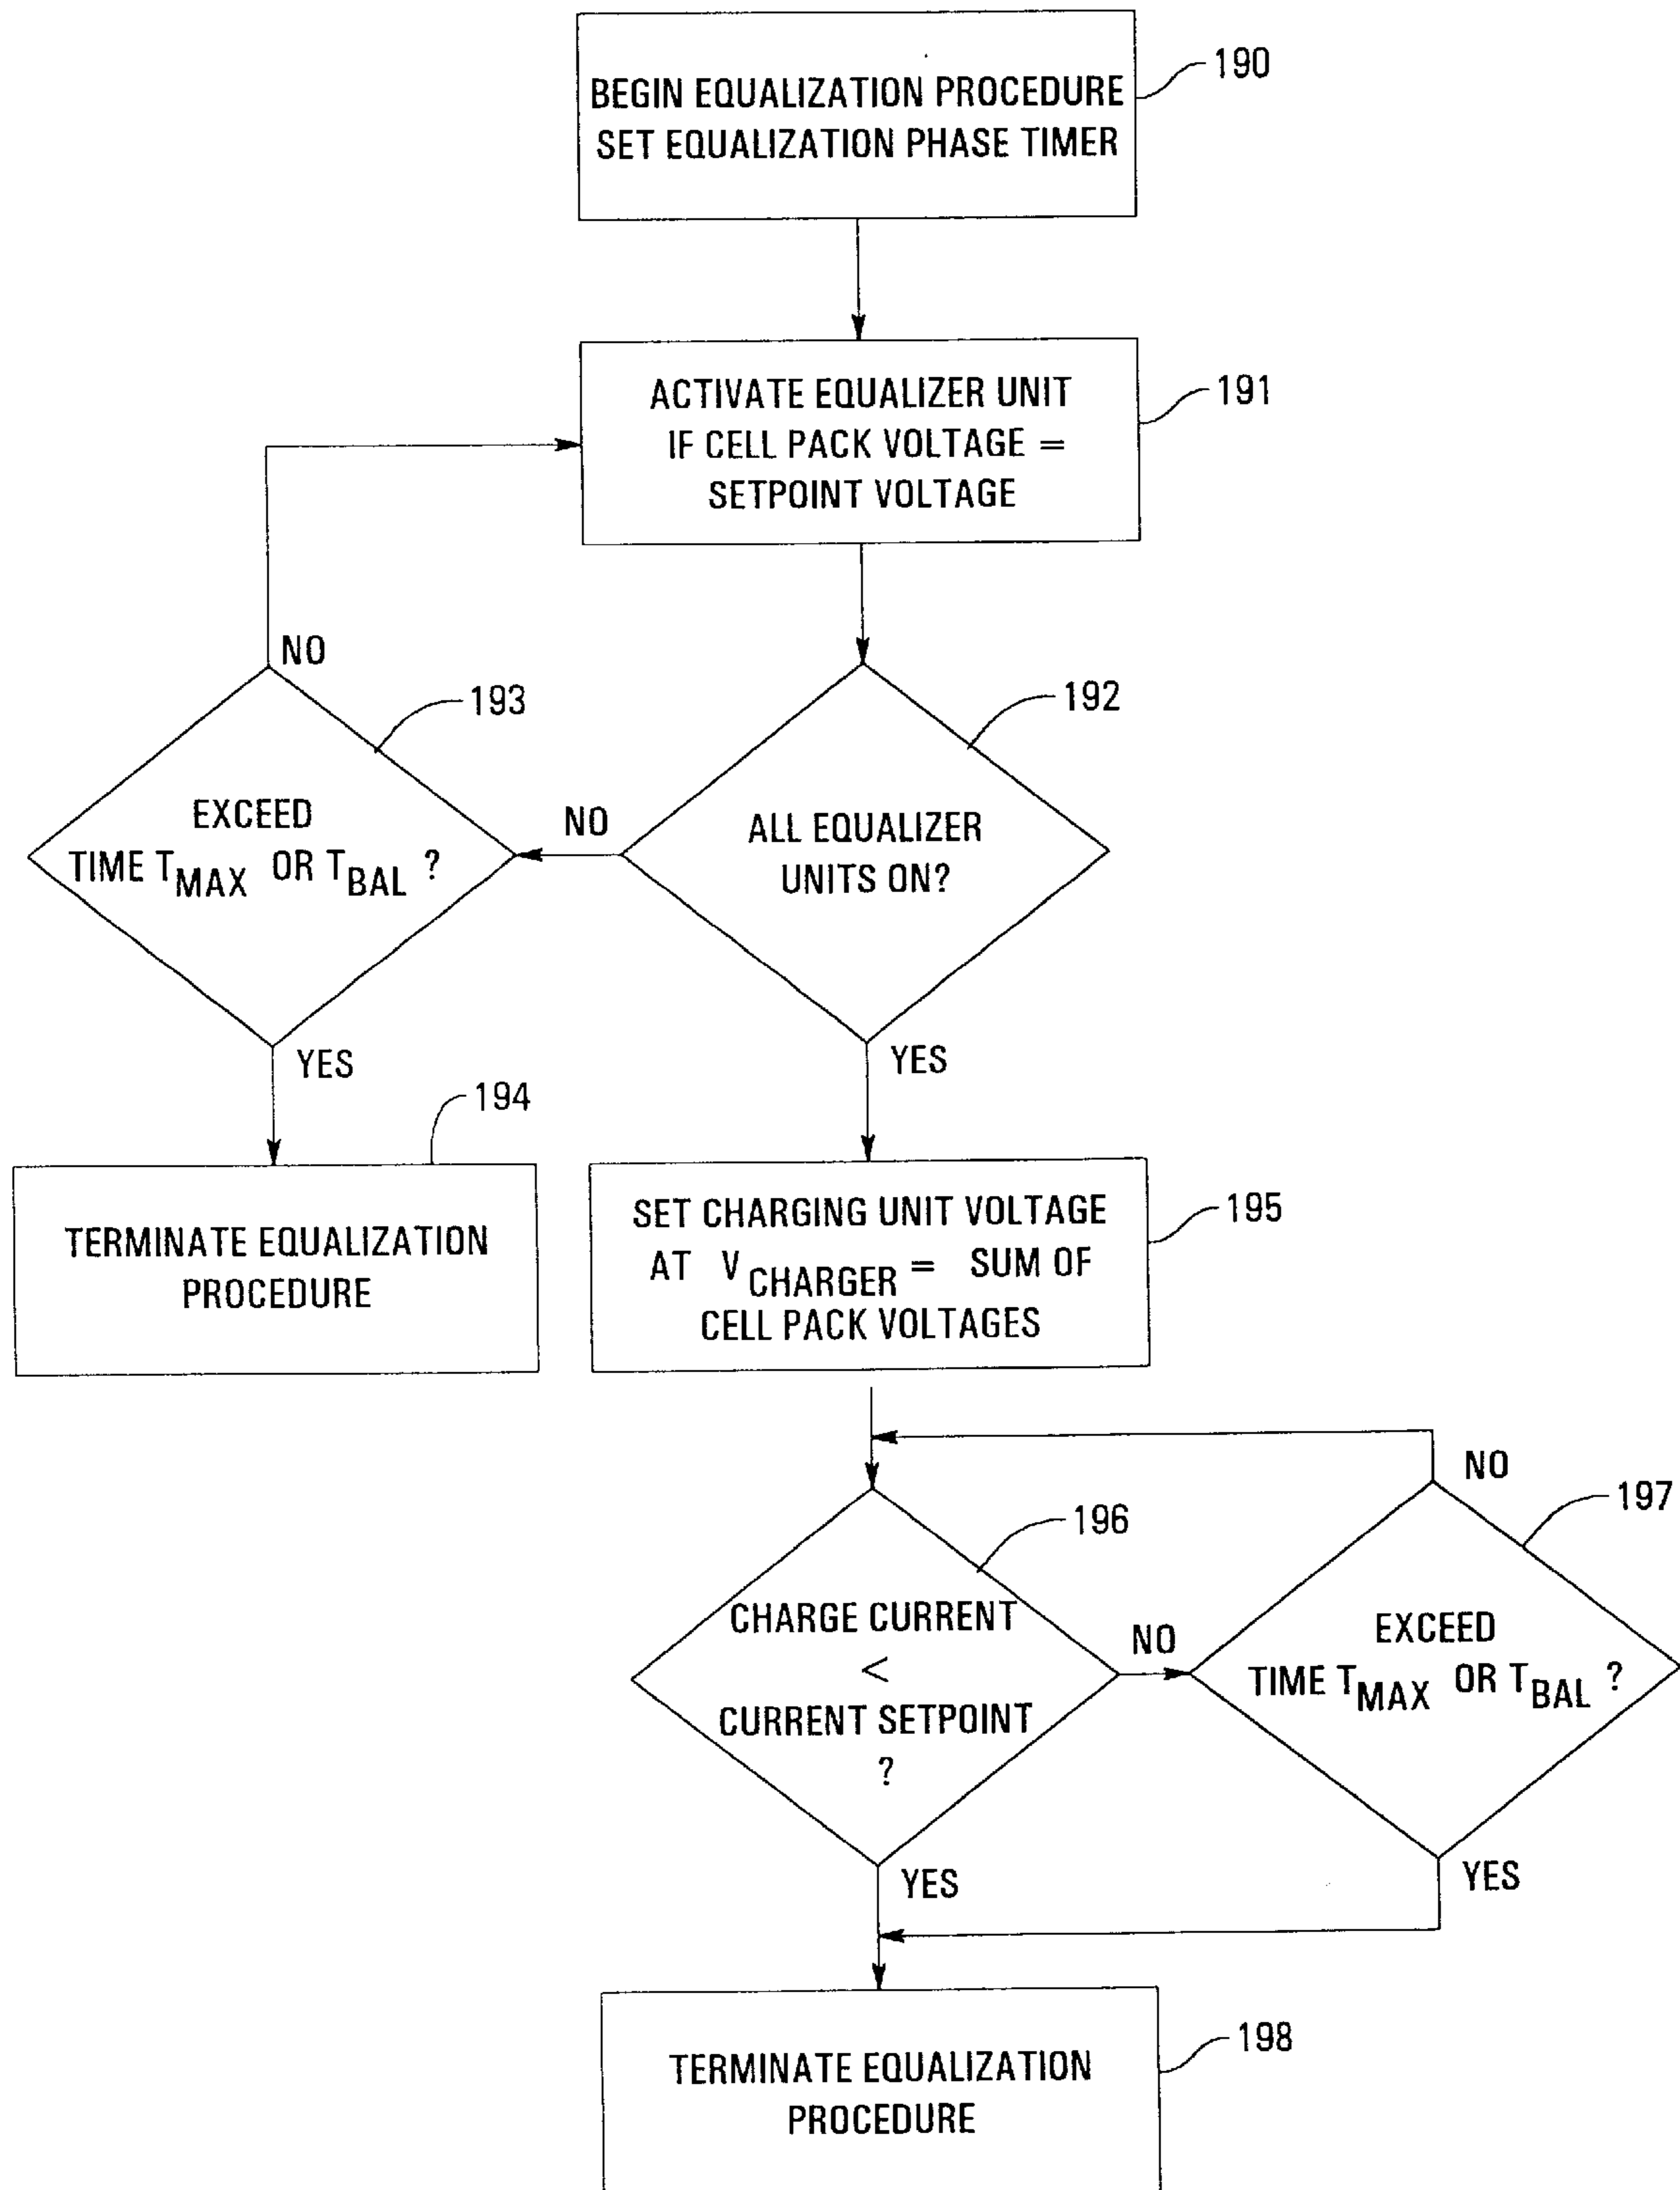 BEGIN EQUALIZATION PROCEDURE
SET EQUALIZATION PHASE TIMER
190
ACTIVATE EQUALIZER UNIT
IF CELL PACK VOLTAGE =
SETPOINT VOLTAGE
191
NO
193
192
EXCEED
TIME TMAX OR TBAL ?
NO
ALL EQUALIZER
UNITS ON?
YES
YES
194
TERMINATE EQUALIZATION
PROCEDURE
SET CHARGING UNIT VOLTAGE
AT VCHARGER = SUM OF
CELL PACK VOLTAGES
195
NO
197
196
CHARGE CURRENT
<
CURRENT SETPOINT
?
NO
EXCEED
TIME TMAX OR TBAL ?
YES
YES
TERMINATE EQUALIZATION
PROCEDURE
198